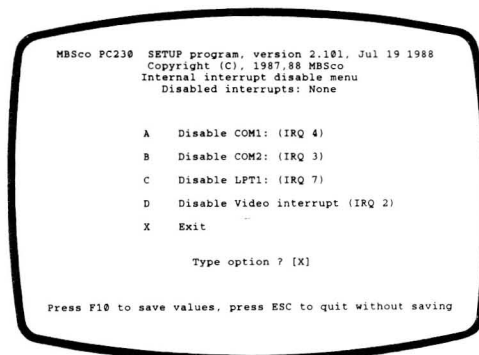 MBSco PC230  SETUP program, version 2.101, Jul 19 1988
Copyright (C), 1987,88 MBSco
Internal interrupt disable menu
Disabled interrupts: None
A  Disable COM1: (IRQ 4)
B  Disable COM2: (IRQ 3)
C  Disable LPT1: (IRQ 7)
D  Disable Video interrupt (IRQ 2)
X  Exit
Type option ? [X]
Press F10 to save values, press ESC to quit without saving